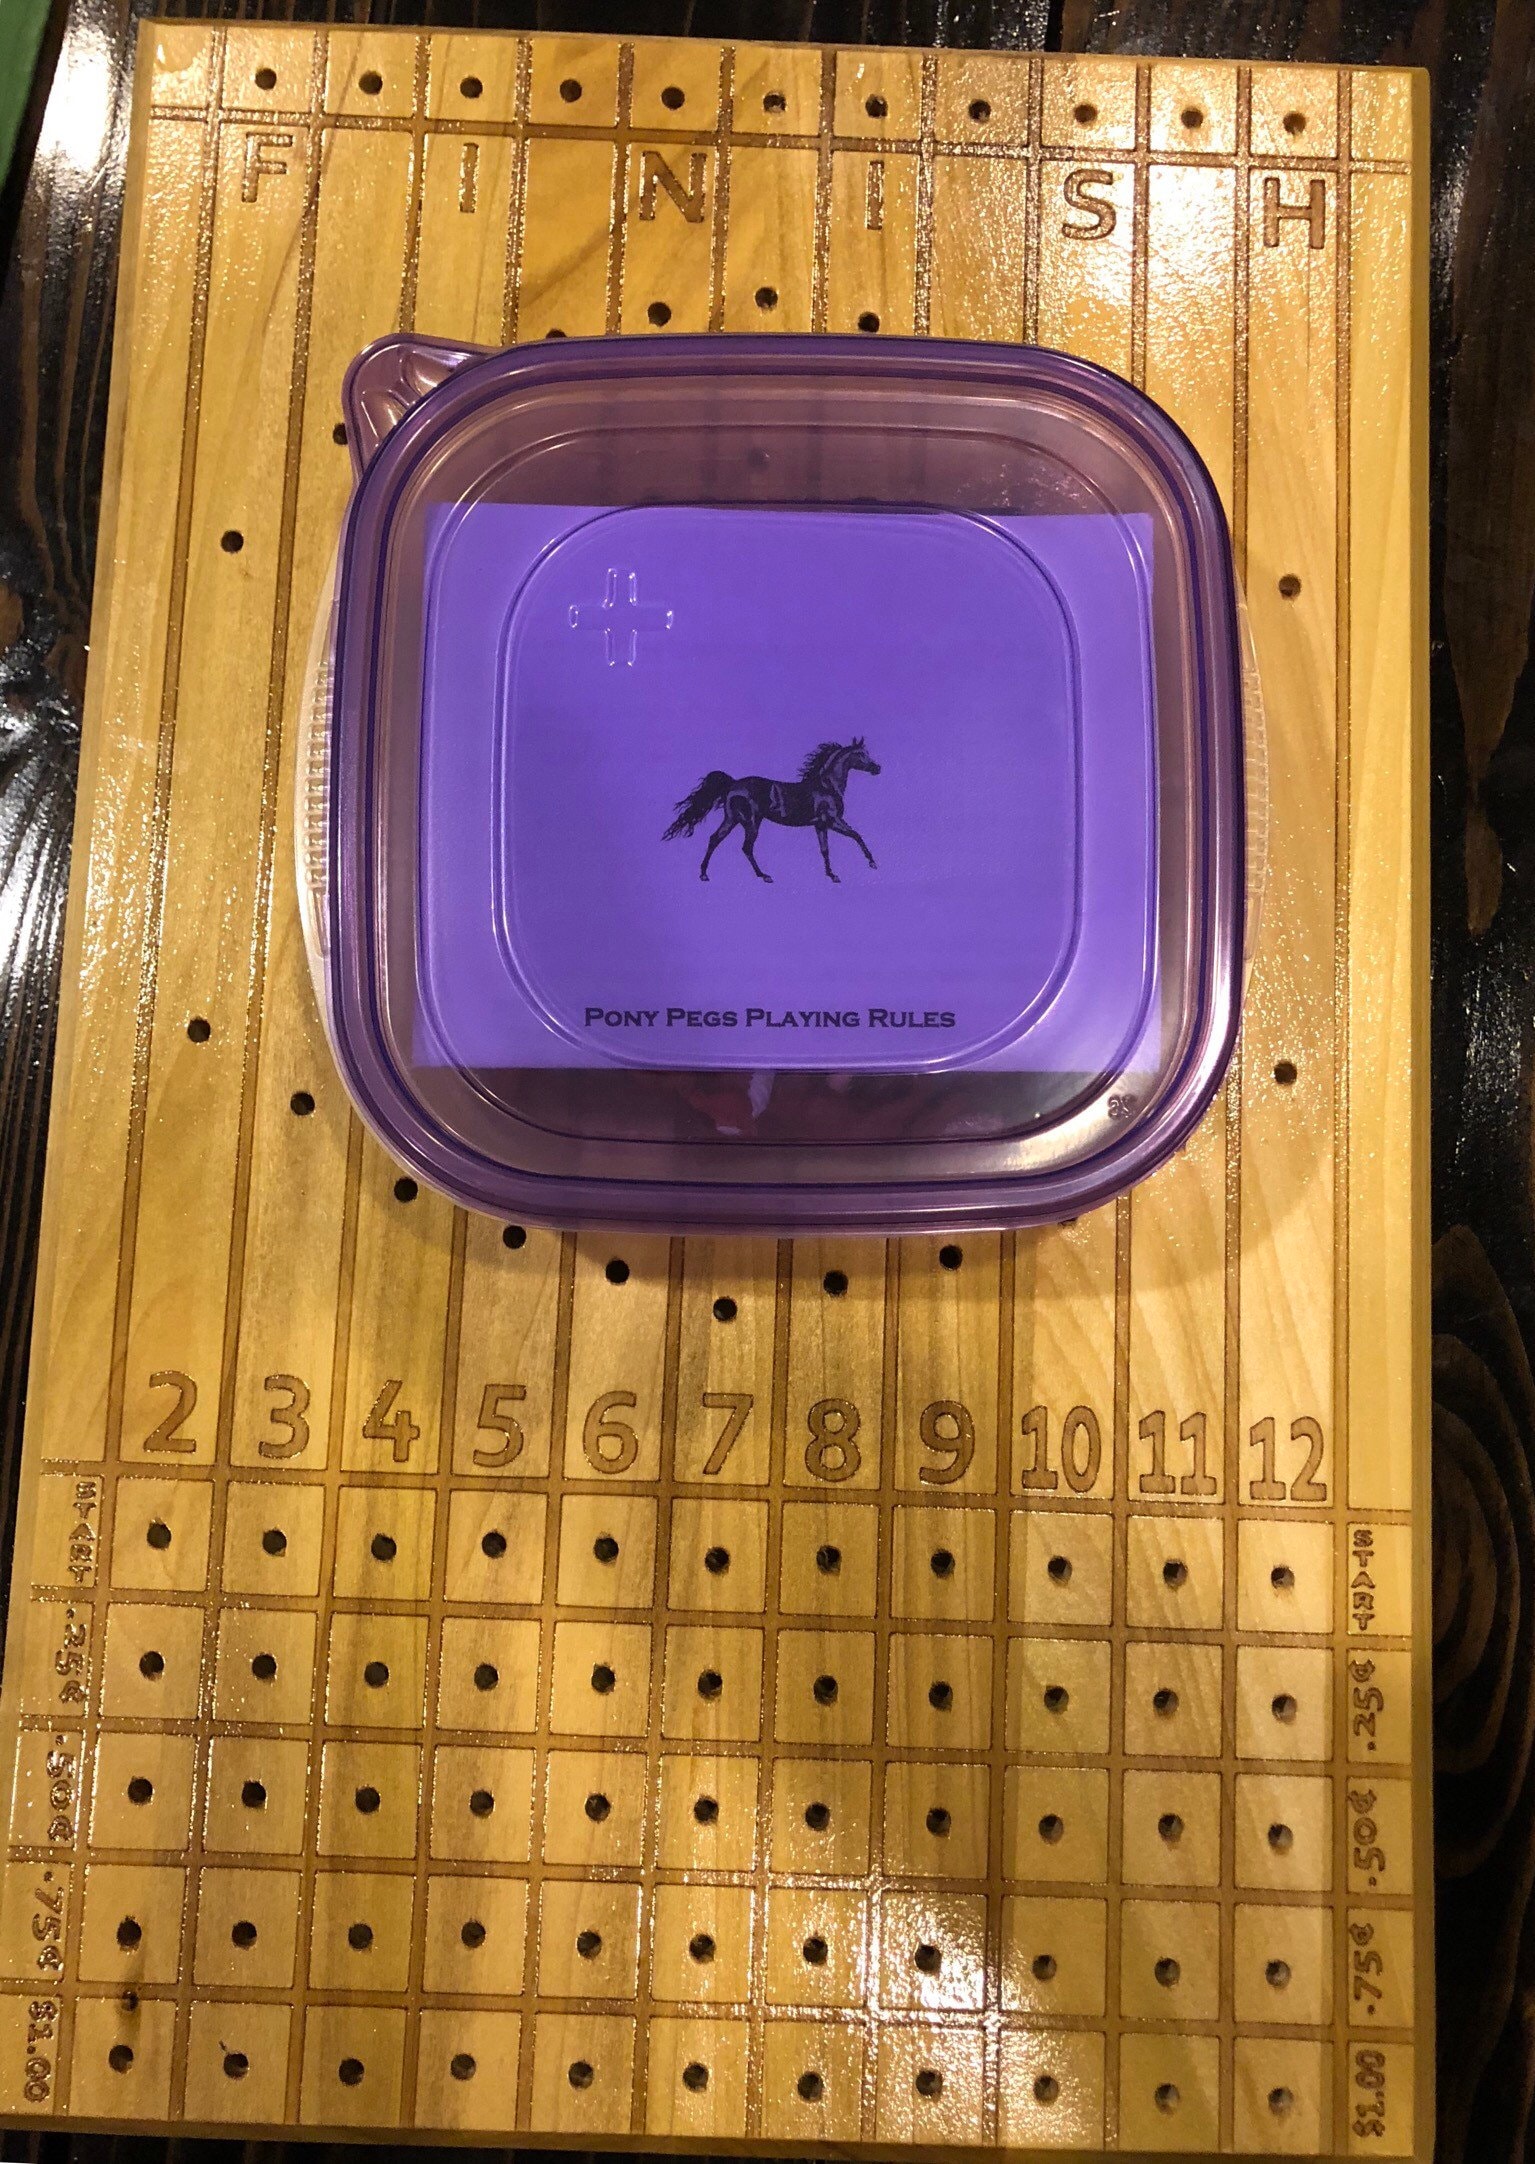 FINISH
PONY PEGS PLAYING RULES
2 3 4 5 6 7 8 9 10 11 12
START START
.25¢ .25¢
.50¢ .50¢
.75¢ .75¢
$1.00 $1.00